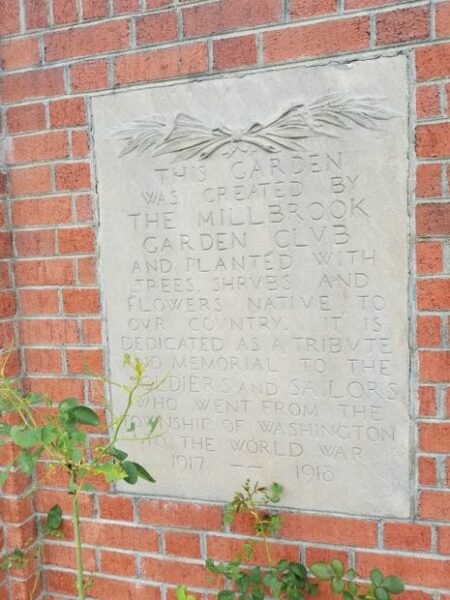 THIS GARDEN
WAS CREATED BY
THE MILLBROOK
GARDEN CLVB
AND PLANTED WITH
TREES, SHRVBS AND
FLOWERS NATIVE TO
OVR COVNTRY. IT IS
DEDICATED AS A TRIBVTE
AND MEMORIAL TO THE
SOLDIERS AND SAILORS
WHO WENT FROM THE
TOWNSHIP OF WASHINGTON
TO THE WORLD WAR
1917 -- 1918